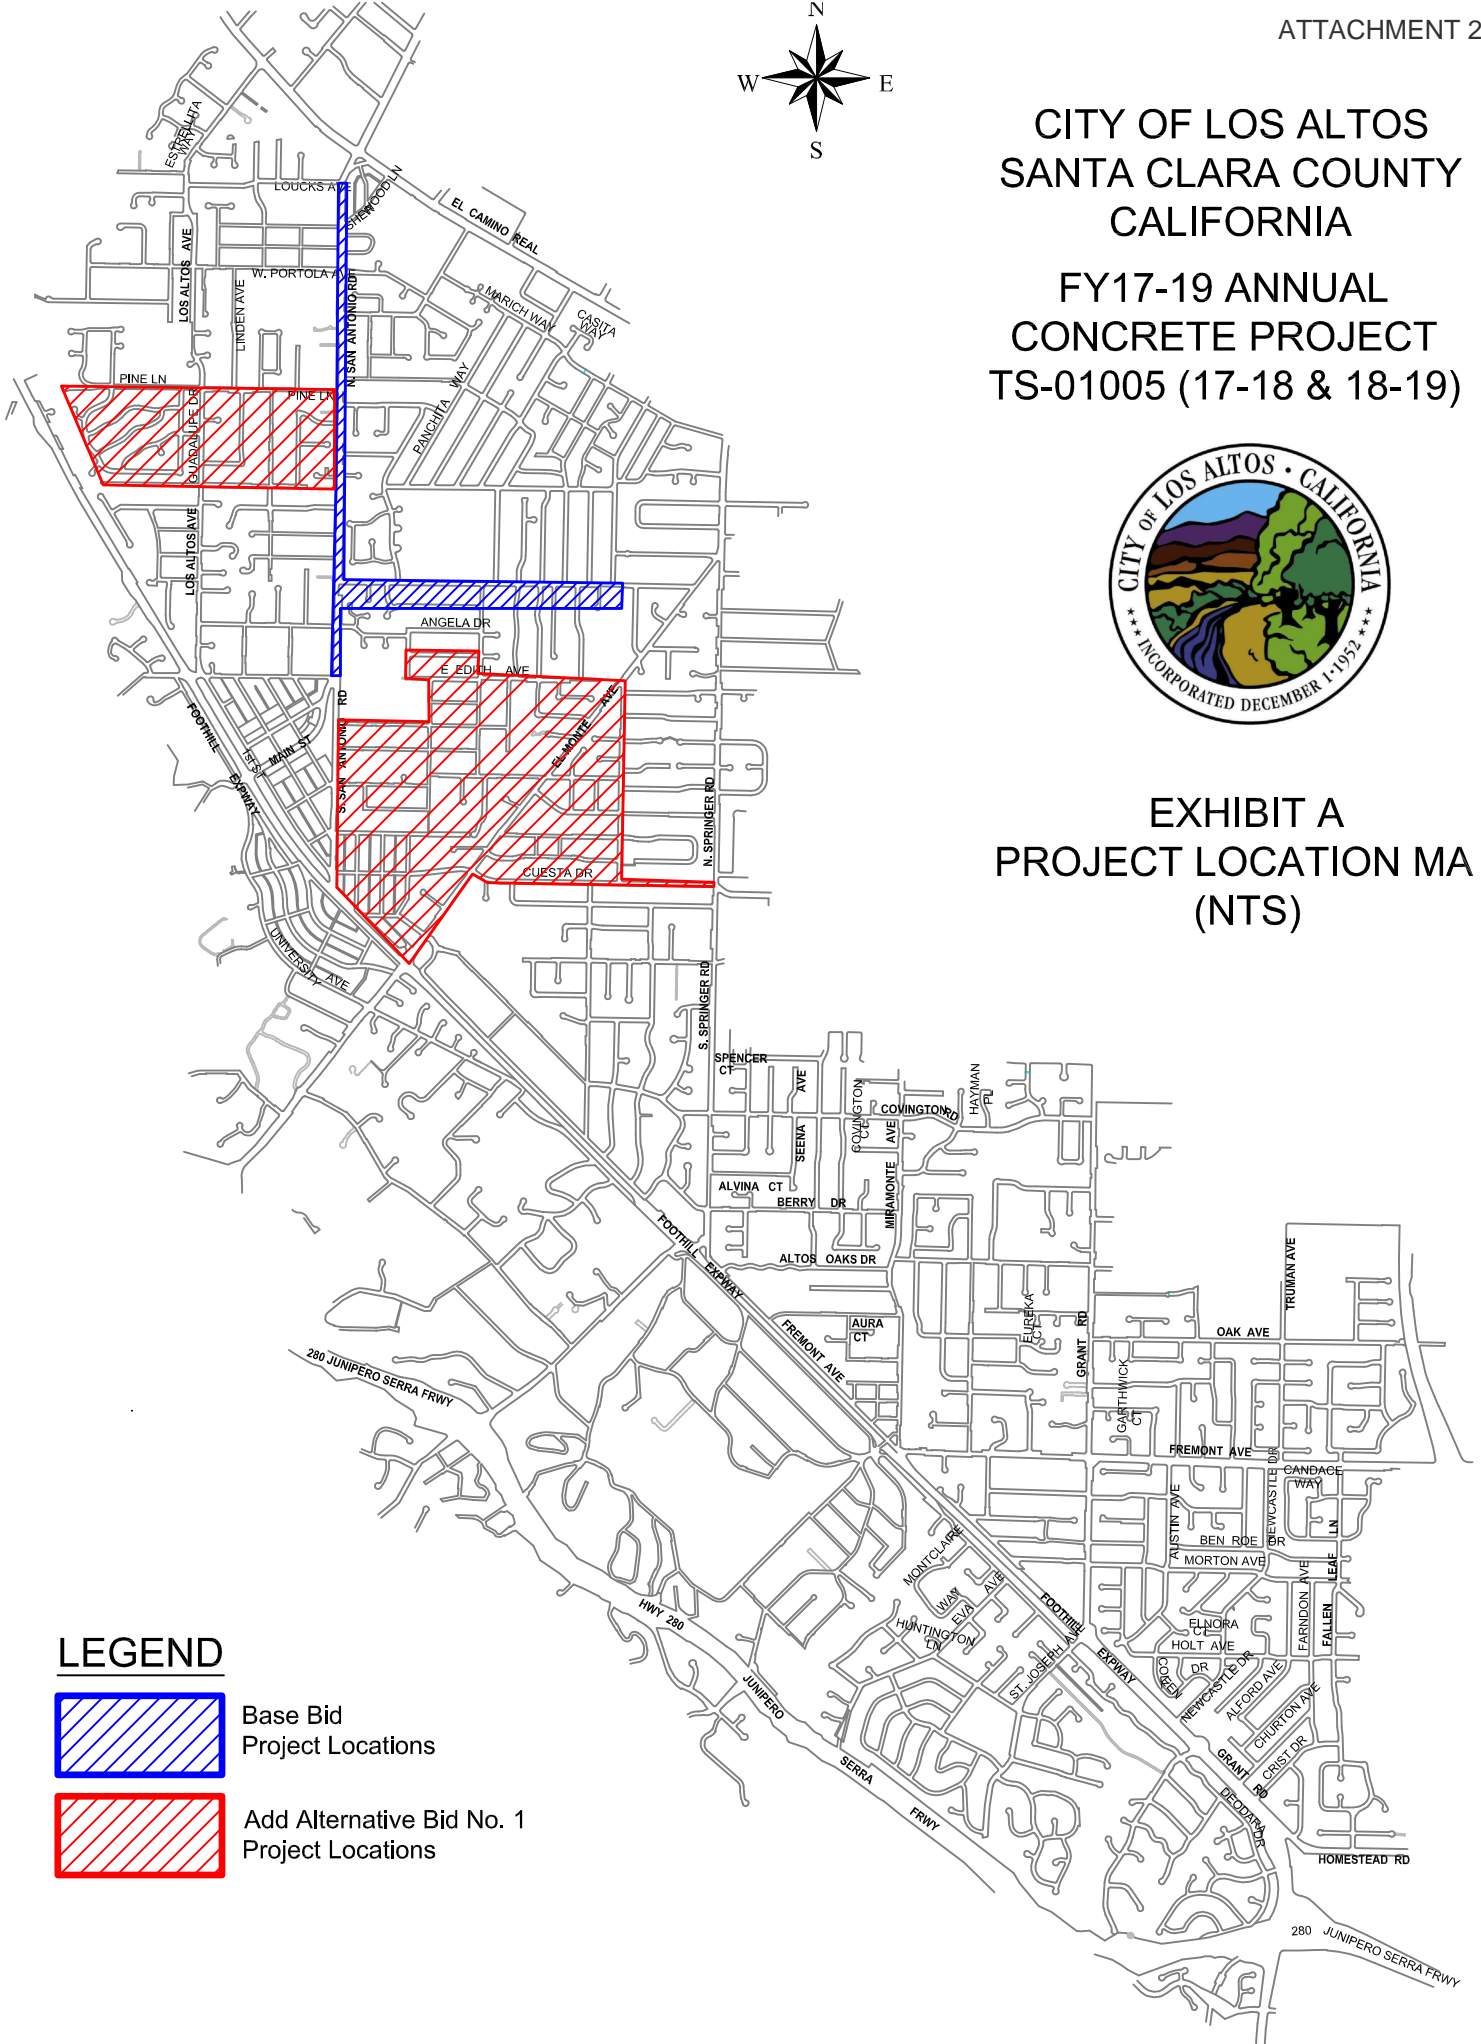 ATTACHMENT 2
N
W
E
S
CITY OF LOS ALTOS
SANTA CLARA COUNTY
CALIFORNIA
FY17-19 ANNUAL
CONCRETE PROJECT
TS-01005 (17-18 & 18-19)
CITY OF LOS ALTOS • CALIFORNIA
*** INCORPORATED DECEMBER 1•1952 ***
EXHIBIT A
PROJECT LOCATION MA
(NTS)
ESTRELLITA
WAY
LOUCKS AVE
SHERWOOD LN
EL CAMINO REAL
LOS ALTOS AVE
W. PORTOLA AVE
LINDEN AVE
N. SAN ANTONIO RD
MARICH WAY
CASITA
WAY
PINE LN
PINE LN
GUADALUPE DR
PANCHITA WAY
LOS ALTOS AVE
ANGELA DR
E EDITH AVE
FOOTHILL EXPWAY
MAIN ST
1st ST
S. SAN ANTONIO RD
EL MONTE AVE
N. SPRINGER RD
CUESTA DR
UNIVERSITY AVE
S. SPRINGER RD
SPENCER
CT
SEENA AVE
COVINGTON
CT
COVINGTON RD
HAYMAN
PL
MIRAMONTE AVE
ALVINA CT
BERRY DR
ALTOS OAKS DR
FOOTHILL EXPWAY
FREMONT AVE
AURA
CT
EUREKA
CT
GRANT RD
GARTHWICK
CT
OAK AVE
TRUMAN AVE
280 JUNIPERO SERRA FRWY
FREMONT AVE
NEWCASTLE DR
CANDACE
WAY
AUSTIN AVE
BEN ROE DR
MORTON AVE
FARNDON AVE
FALLEN LEAF LN
MONTCLAIRE
WAY
EVA AVE
HUNTINGTON
LN
ST. JOSEPH AVE
FOOTHILL EXPWAY
ELNORA
CT
HOLT AVE
COLEEN
DR
NEWCASTLE DR
ALFORD AVE
CHURTON AVE
CRIST DR
GRANT RD
DEODARA DR
HOMESTEAD RD
HWY 280
JUNIPERO SERRA FRWY
280 JUNIPERO SERRA FRWY
LEGEND
Base Bid
Project Locations
Add Alternative Bid No. 1
Project Locations